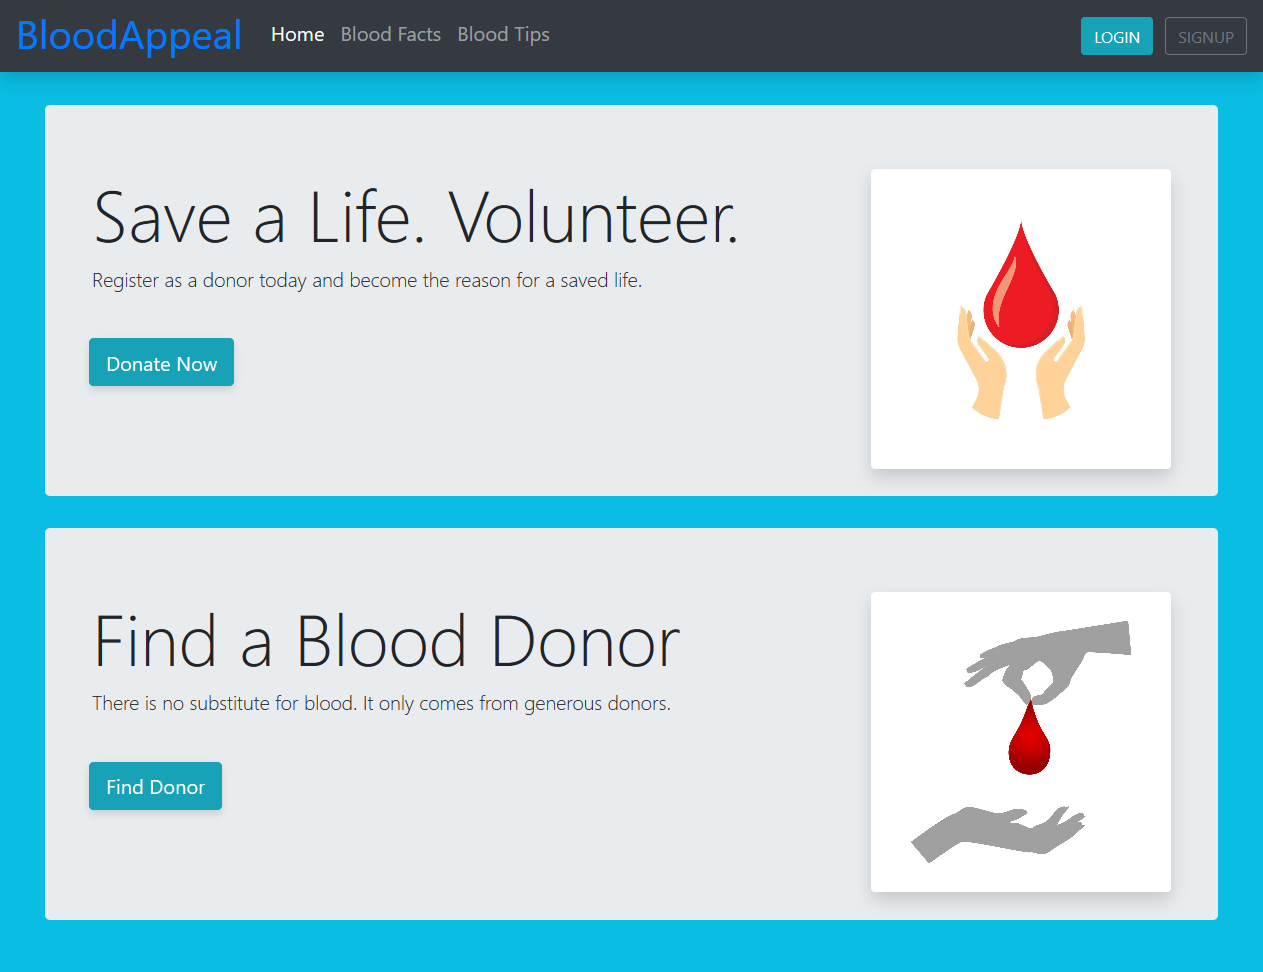 BloodAppeal Home Blood Facts Blood Tips LOGIN SIGNUP
Save a Life. Volunteer.
Register as a donor today and become the reason for a saved life.
Donate Now
Find a Blood Donor
There is no substitute for blood. It only comes from generous donors.
Find Donor